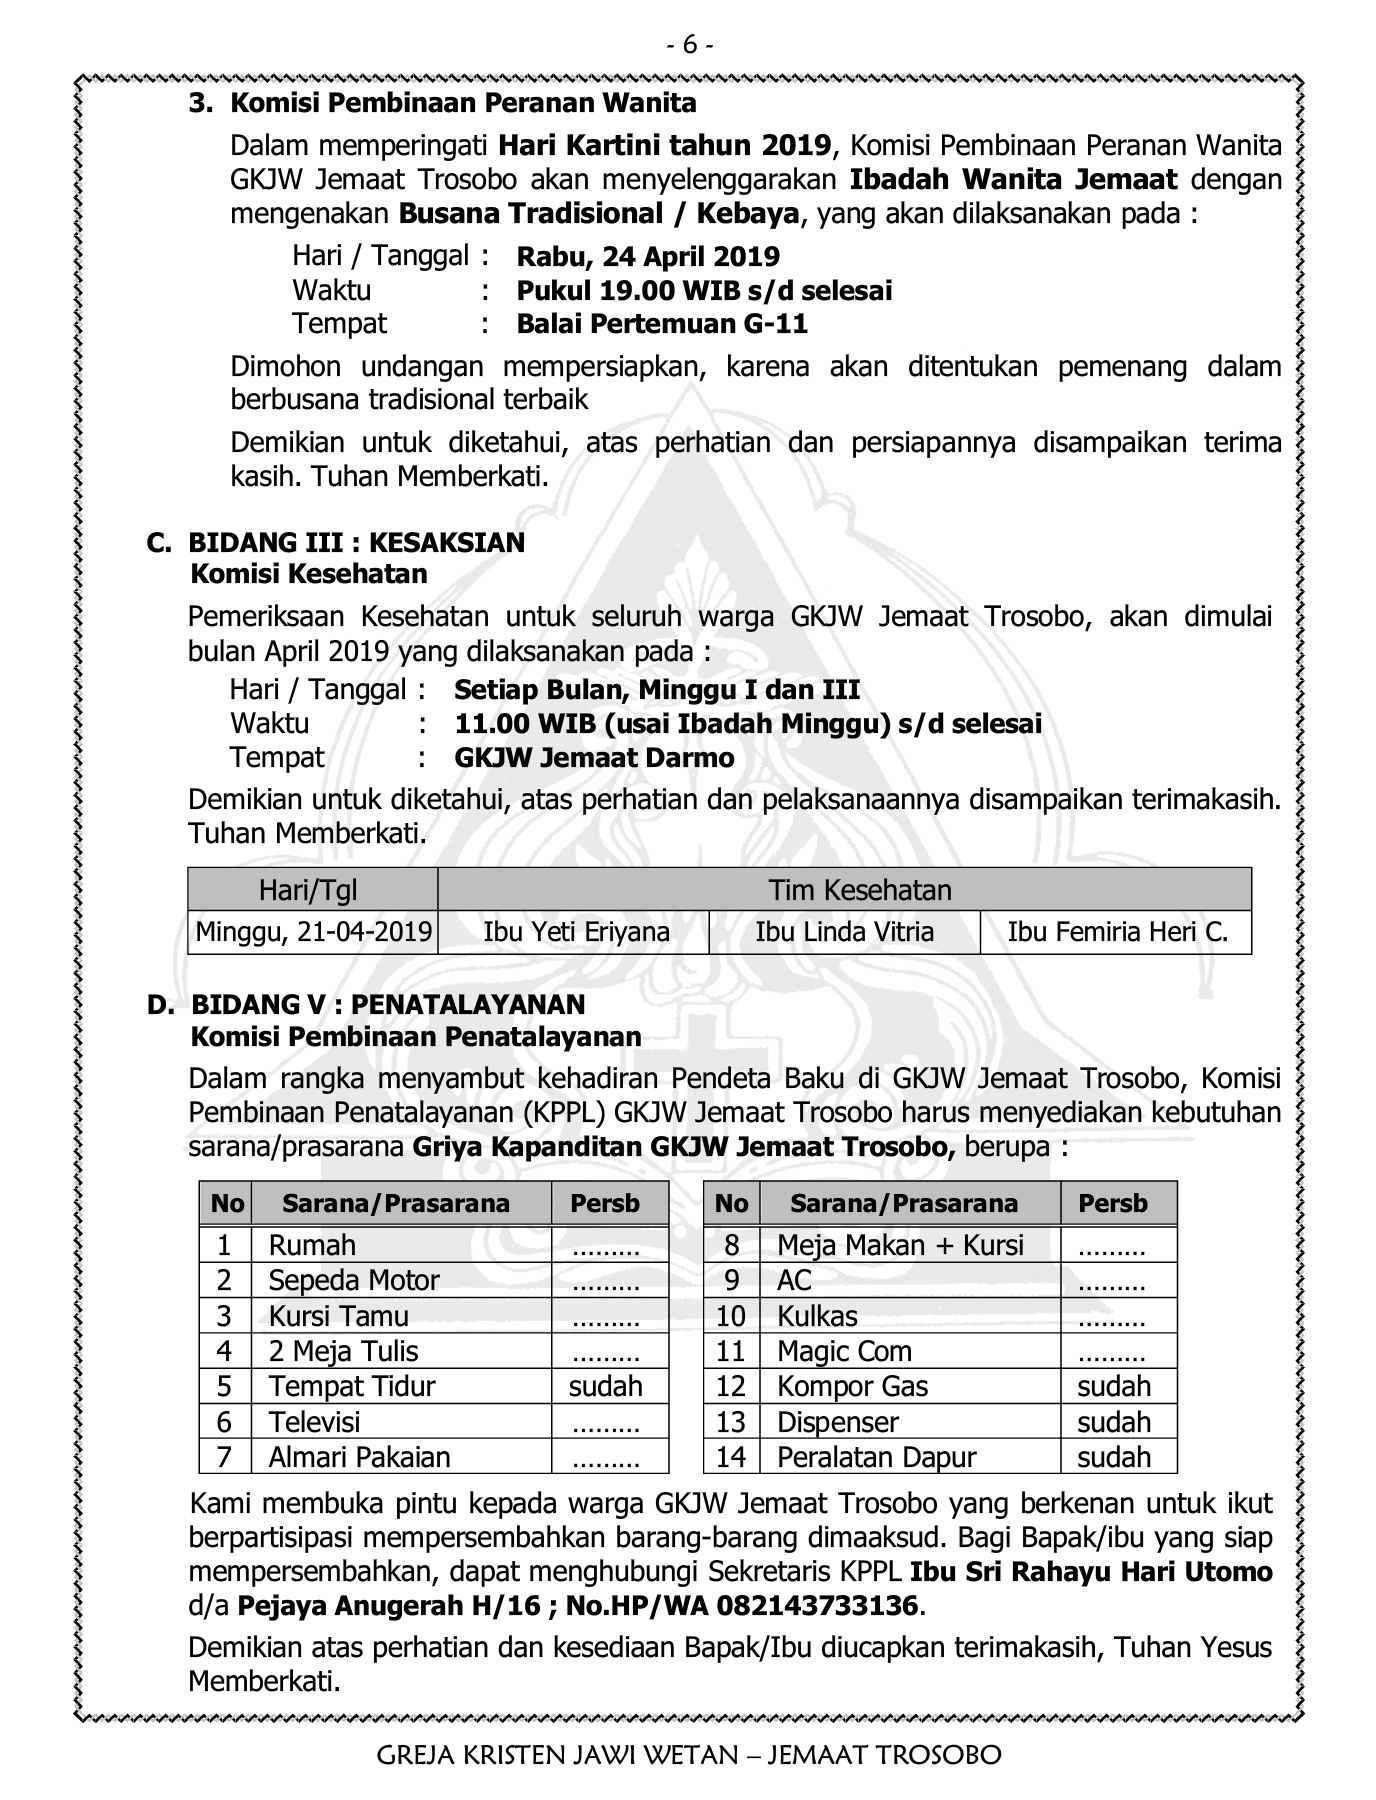 - 6 -
3. Komisi Pembinaan Peranan Wanita
Dalam memperingati Hari Kartini tahun 2019, Komisi Pembinaan Peranan Wanita
GKJW Jemaat Trosobo akan menyelenggarakan Ibadah Wanita Jemaat dengan
mengenakan Busana Tradisional / Kebaya, yang akan dilaksanakan pada :
Hari / Tanggal : Rabu, 24 April 2019
Waktu : Pukul 19.00 WIB s/d selesai
Tempat : Balai Pertemuan G-11
Dimohon undangan mempersiapkan, karena akan ditentukan pemenang dalam
berbusana tradisional terbaik
Demikian untuk diketahui, atas perhatian dan persiapannya disampaikan terima
kasih. Tuhan Memberkati.
C. BIDANG III : KESAKSIAN
Komisi Kesehatan
Pemeriksaan Kesehatan untuk seluruh warga GKJW Jemaat Trosobo, akan dimulai
bulan April 2019 yang dilaksanakan pada :
Hari / Tanggal : Setiap Bulan, Minggu I dan III
Waktu : 11.00 WIB (usai Ibadah Minggu) s/d selesai
Tempat : GKJW Jemaat Darmo
Demikian untuk diketahui, atas perhatian dan pelaksanaannya disampaikan terimakasih.
Tuhan Memberkati.
Hari/Tgl Tim Kesehatan
Minggu, 21-04-2019 Ibu Yeti Eriyana Ibu Linda Vitria Ibu Femiria Heri C.
D. BIDANG V : PENATALAYANAN
Komisi Pembinaan Penatalayanan
Dalam rangka menyambut kehadiran Pendeta Baku di GKJW Jemaat Trosobo, Komisi
Pembinaan Penatalayanan (KPPL) GKJW Jemaat Trosobo harus menyediakan kebutuhan
sarana/prasarana Griya Kapanditan GKJW Jemaat Trosobo, berupa :
No Sarana/Prasarana Persb No Sarana/Prasarana Persb
1 Rumah ......... 8 Meja Makan + Kursi .........
2 Sepeda Motor ......... 9 AC .........
3 Kursi Tamu ......... 10 Kulkas .........
4 2 Meja Tulis ......... 11 Magic Com .........
5 Tempat Tidur sudah 12 Kompor Gas sudah
6 Televisi ......... 13 Dispenser sudah
7 Almari Pakaian ......... 14 Peralatan Dapur sudah
Kami membuka pintu kepada warga GKJW Jemaat Trosobo yang berkenan untuk ikut
berpartisipasi mempersembahkan barang-barang dimaaksud. Bagi Bapak/ibu yang siap
mempersembahkan, dapat menghubungi Sekretaris KPPL Ibu Sri Rahayu Hari Utomo
d/a Pejaya Anugerah H/16 ; No.HP/WA 082143733136.
Demikian atas perhatian dan kesediaan Bapak/Ibu diucapkan terimakasih, Tuhan Yesus
Memberkati.
GREJA KRISTEN JAWI WETAN – JEMAAT TROSOBO